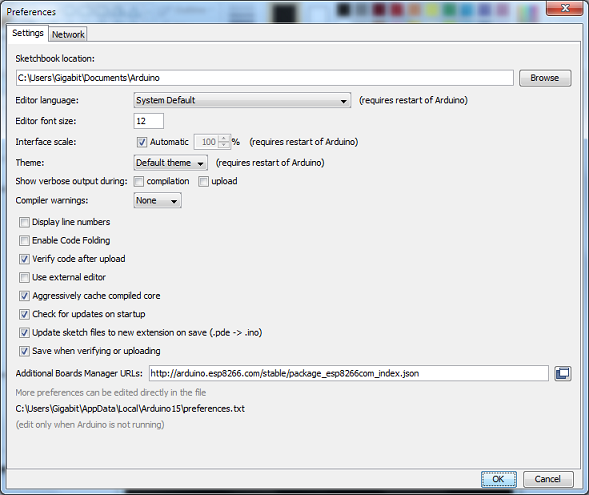 Preferences
Settings Network
Sketchbook location:
C:\Users\Gigabit\Documents\Arduino Browse
Editor language: System Default (requires restart of Arduino)
Editor font size: 12
Interface scale: Automatic 100 % (requires restart of Arduino)
Theme: Default theme (requires restart of Arduino)
Show verbose output during: compilation upload
Compiler warnings: None
Display line numbers
Enable Code Folding
Verify code after upload
Use external editor
Aggressively cache compiled core
Check for updates on startup
Update sketch files to new extension on save (.pde -> .ino)
Save when verifying or uploading
Additional Boards Manager URLs: http://arduino.esp8266.com/stable/package_esp8266com_index.json
More preferences can be edited directly in the file
C:\Users\Gigabit\AppData\Local\Arduino15\preferences.txt
(edit only when Arduino is not running)
OK Cancel